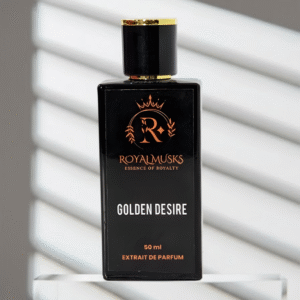 R
ROYALMUSKS
ESSENCE OF ROYALTY
GOLDEN DESIRE
50 ml
EXTRAIT DE PARFUM